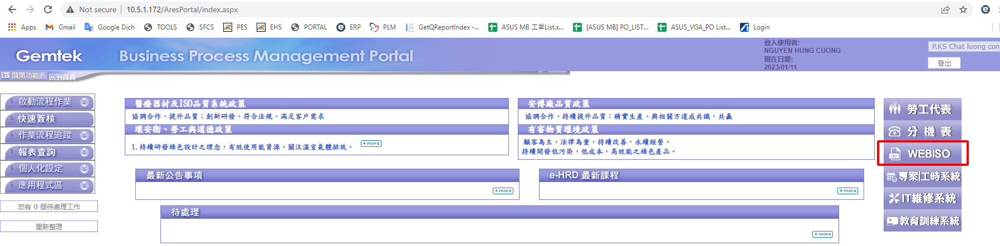 Not secure | 10.5.1.172/AresPortal/index.aspx
Apps Gmail Google Dịch TOOLS SFCS PES EHS PORTAL ERP PLM GetQReportIndex -... ASUS MB 工單List.x... [ASUS MB] PO_LIST... ASUS_VGA_PO List... Login
Gemtek Business Process Management Portal
登入使用者:
NGUYEN HUNG CUONG
現在日期:
2023/01/11
P.KS Chat luong con
登出
關閉功能表 回到首頁
啟動流程作業
快速簽核
作業流程追蹤
報表查詢
個人化設定
應用程式區
您有 0 個待處理工作
重新整理
醫療器材及ISO品質系統政策
協調合作、提升品質；創新研發、符合法規、滿足客戶需求
環安衛、勞工與道德政策
1. 持續研發綠色設計之理念，有效使用能資源，關注溫室氣體排放。
+ more
安博廠品質政策
協調合作、持續提升品質；精實生產、與相關方達成共識、共贏
有害物質環境政策
顧客為主，法律為重，持續改善，永續經營。
持續開發低污染，低成本，高效能之綠色產品。
最新公告事項
+ more
e-HRD 最新課程
+ more
待處理
+ more
勞工代表
分機表
ISO WEBISO
專案|工時系統
IT維修系統
教育訓練系統